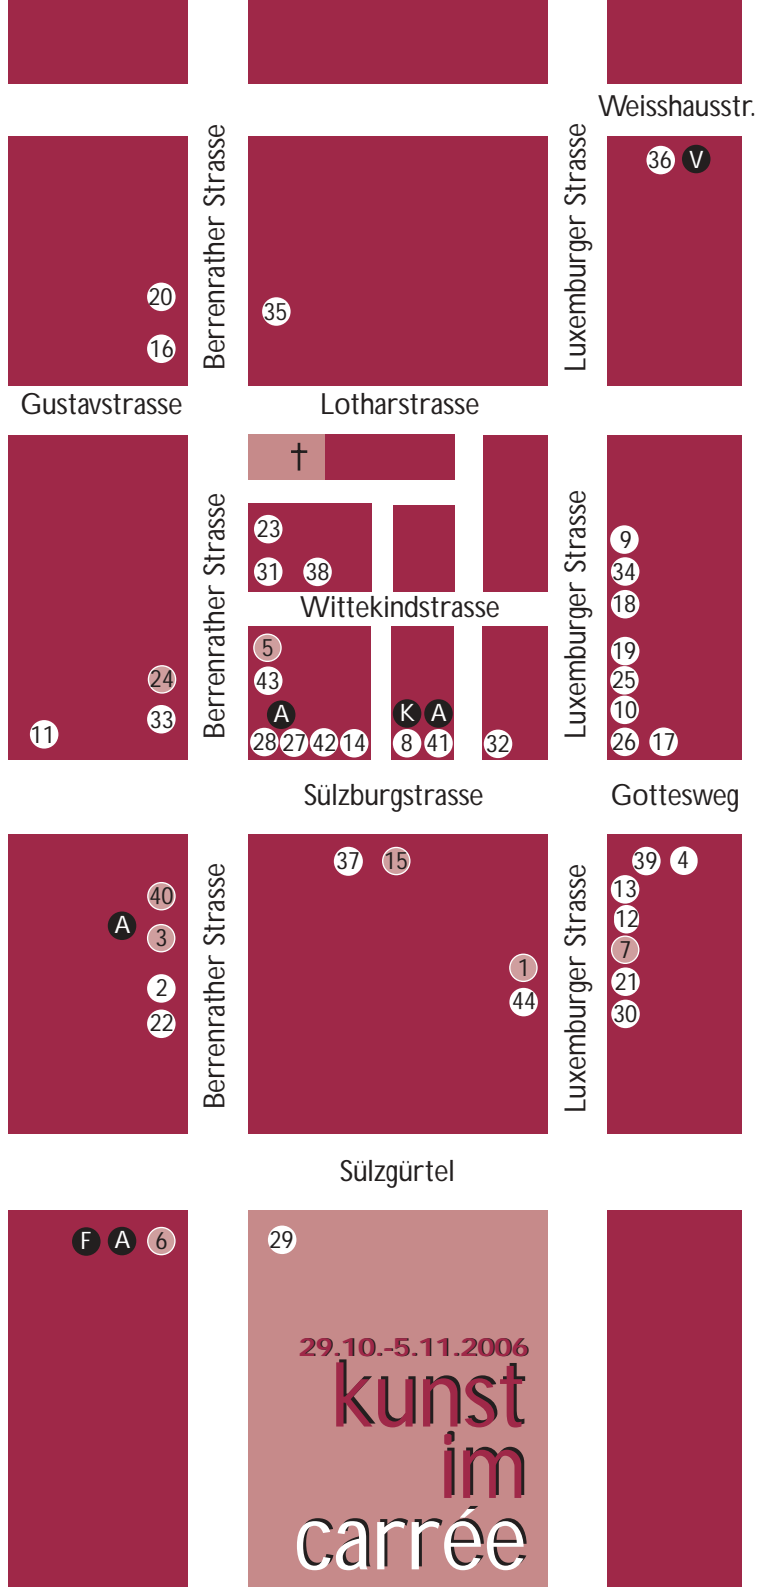 Weisshausstr.
Berrenrather Strasse
Luxemburger Strasse
36 V
20
35
16
Gustavstrasse
Lotharstrasse
†
Berrenrather Strasse
Luxemburger Strasse
23
9
31 38
34
Wittekindstrasse
18
5
19
24
43
25
33
A
K A
10
11
28 27 42 14
8 41
32
26 17
Sülzburgstrasse
Gottesweg
37 15
39 4
Berrenrather Strasse
Luxemburger Strasse
40
13
A
3
12
7
1
2
21
44
22
30
Sülzgürtel
F A 6
29
29.10.-5.11.2006
kunst
im
carrée